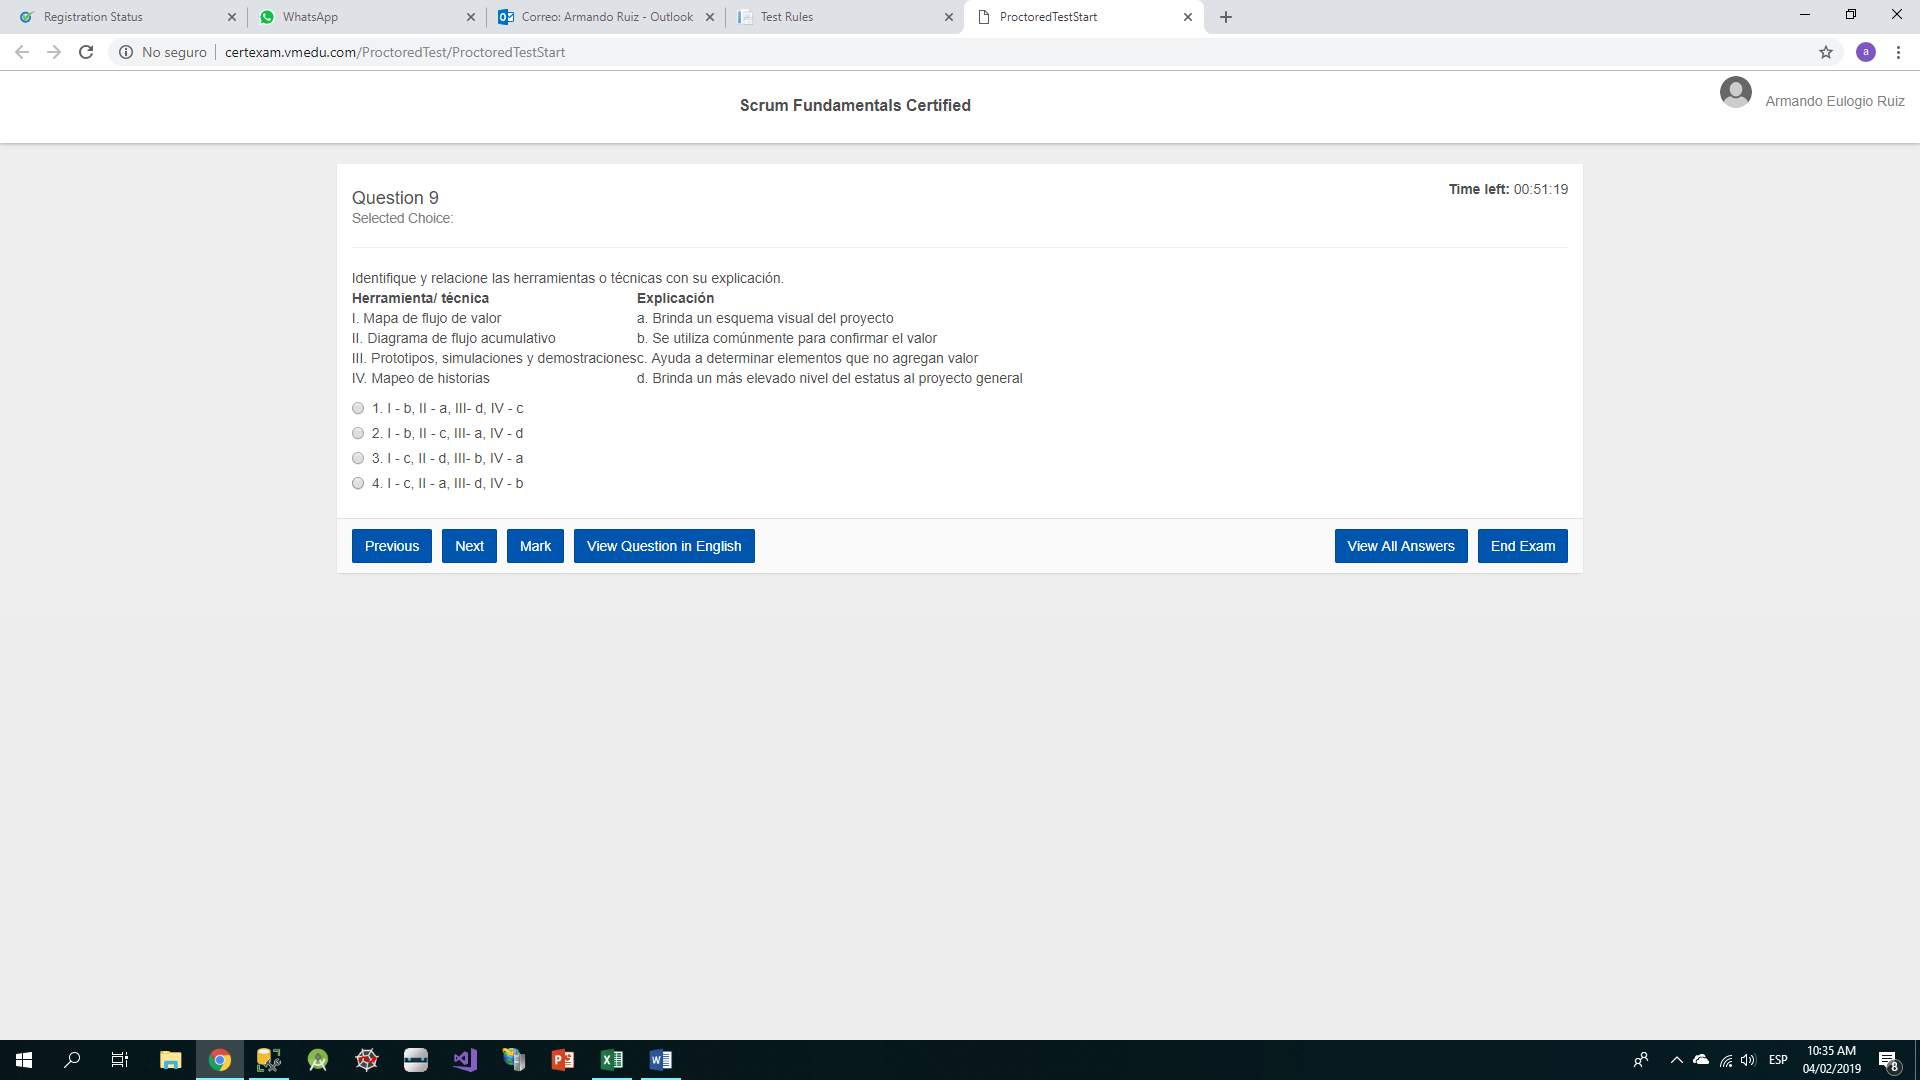 Registration Status
WhatsApp
Correo: Armando Ruiz - Outlook
Test Rules
ProctoredTestStart
No seguro
certexam.vmedu.com/ProctoredTest/ProctoredTestStart
a
Scrum Fundamentals Certified
Armando Eulogio Ruiz
Question 9
Time left: 00:51:19
Selected Choice:
Identifique y relacione las herramientas o técnicas con su explicación.
Herramienta/ técnica Explicación
I. Mapa de flujo de valor a. Brinda un esquema visual del proyecto
II. Diagrama de flujo acumulativo b. Se utiliza comúnmente para confirmar el valor
III. Prototipos, simulaciones y demostracionesc. Ayuda a determinar elementos que no agregan valor
IV. Mapeo de historias d. Brinda un más elevado nivel del estatus al proyecto general
1. I - b, II - a, III- d, IV - c
2. I - b, II - c, III- a, IV - d
3. I - c, II - d, III- b, IV - a
4. I - c, II - a, III- d, IV - b
Previous Next Mark View Question in English View All Answers End Exam
ESP
10:35 AM
04/02/2019
8